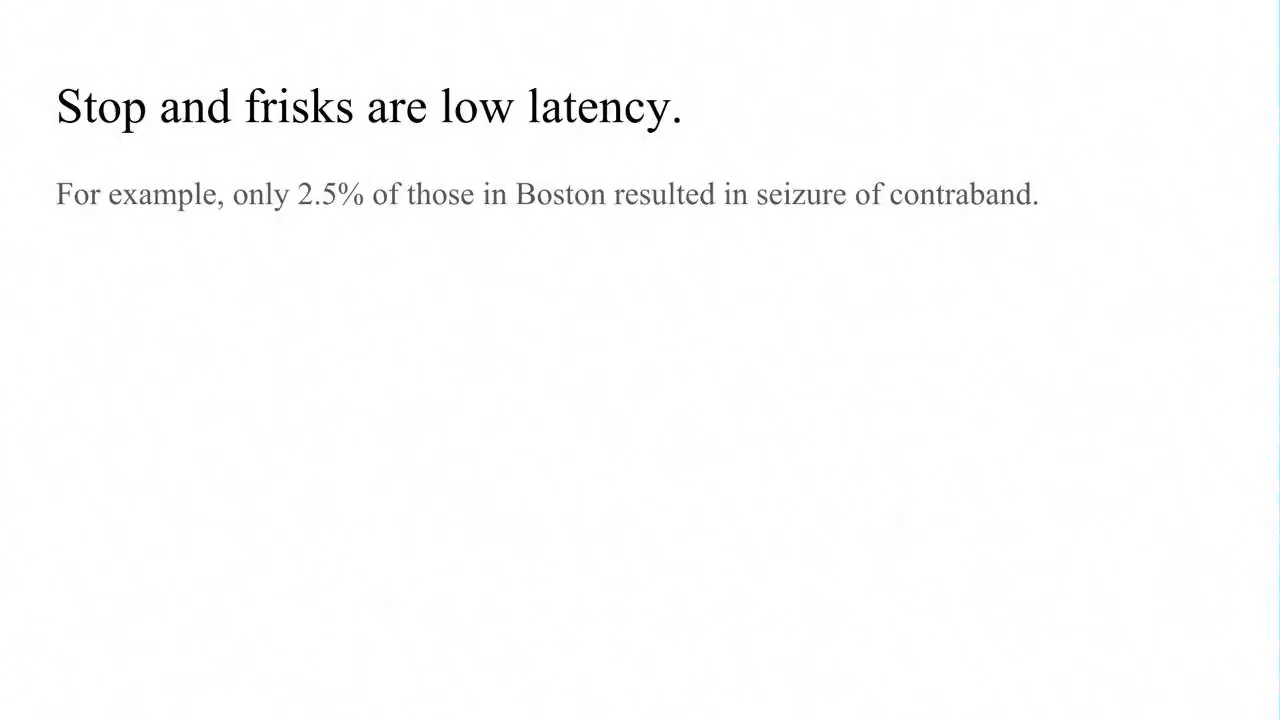 Stop and frisks are low latency.
For example, only 2.5% of those in Boston resulted in seizure of contraband.